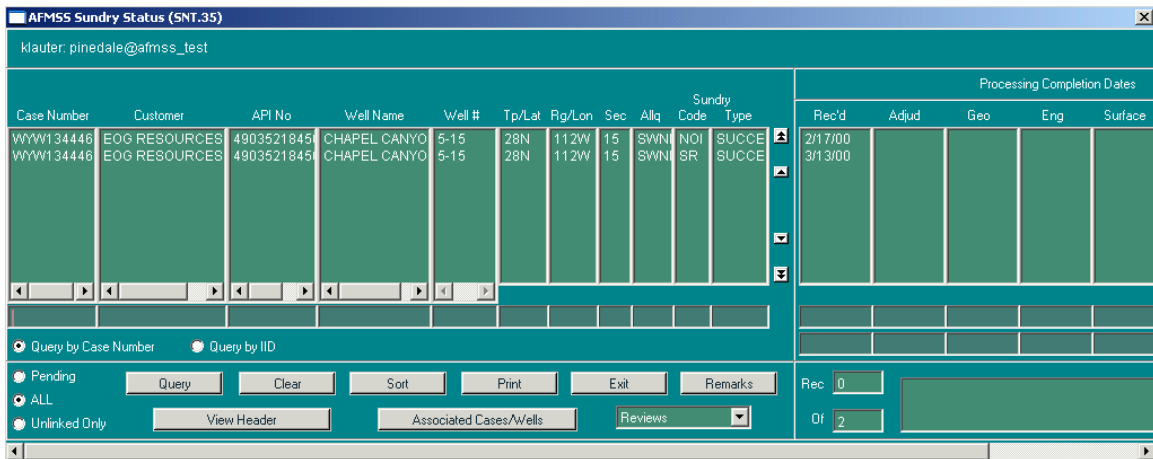 AFMSS Sundry Status (SNT.35)
klauter: pinedale@afmss_test
Processing Completion Dates
Sundry
Case Number Customer API No Well Name Well # Tp/Lat Rg/Lon Sec Allq Code Type Rec'd Adjud Geo Eng Surface
WYW134446 EOG RESOURCES 4903521845 CHAPEL CANYO 5-15 28N 112W 15 SWN NOI SUCCE 2/17/00
WYW134446 EOG RESOURCES 4903521845 CHAPEL CANYO 5-15 28N 112W 15 SWN SR SUCCE 3/13/00
Query by Case Number Query by IID
Pending
ALL
Unlinked Only
Query Clear Sort Print Exit Remarks
View Header Associated Cases/Wells Reviews
Rec 0
Of 2